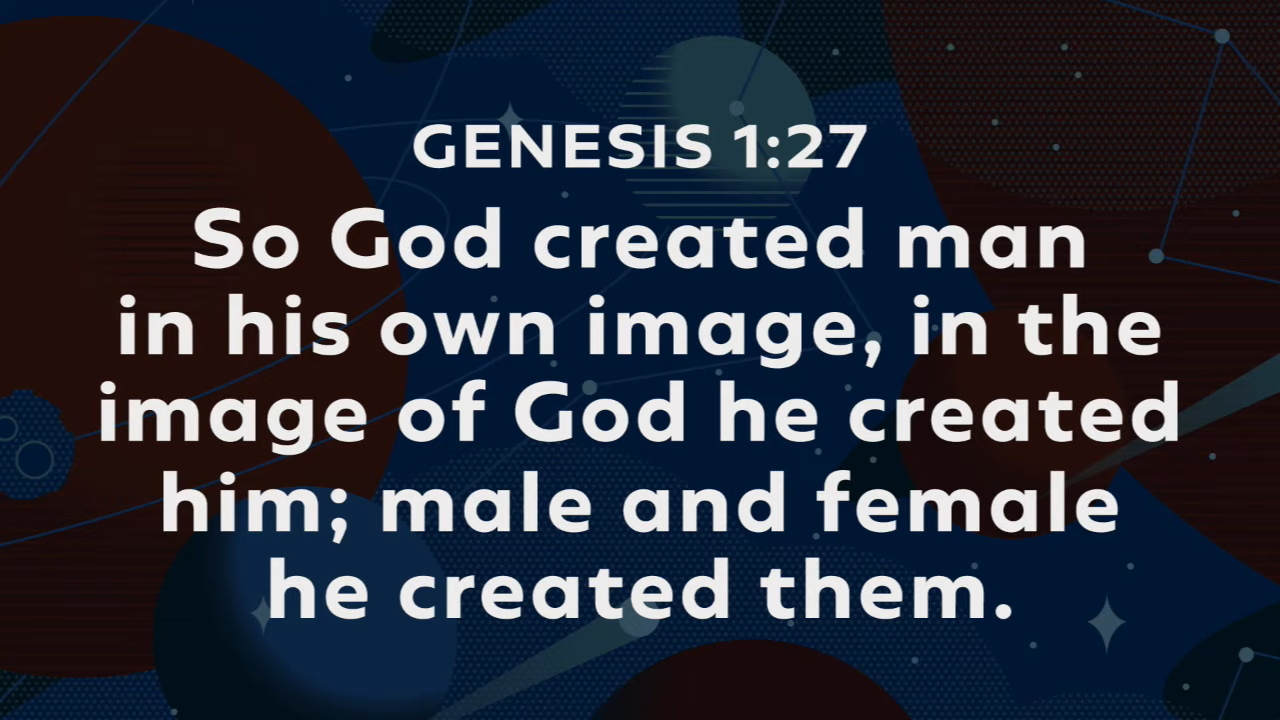 GENESIS 1:27
So God created man
in his own image, in the
image of God he created
him; male and female
he created them.